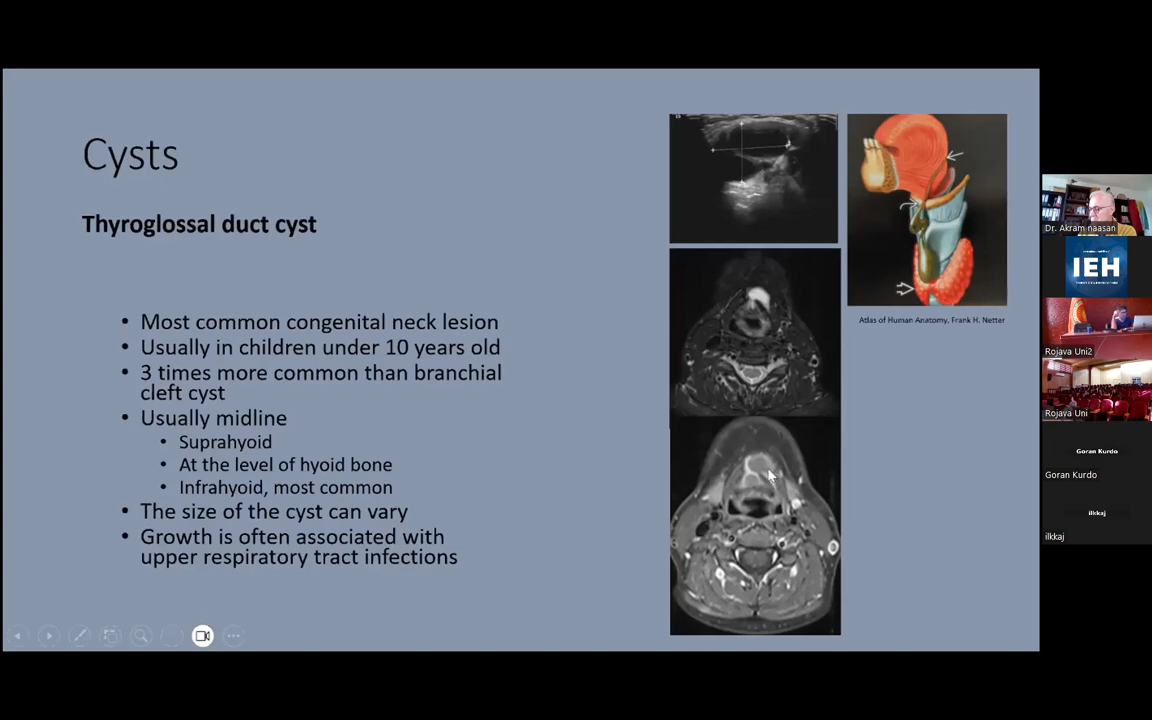 Cysts
Thyroglossal duct cyst
• Most common congenital neck lesion
• Usually in children under 10 years old
• 3 times more common than branchial
cleft cyst
• Usually midline
• Suprahyoid
• At the level of hyoid bone
• Infrahyoid, most common
• The size of the cyst can vary
• Growth is often associated with
upper respiratory tract infections
Atlas of Human Anatomy, Frank H. Netter
Dr. Akram naasan
IEH
Rojava Uni2
Rojava Uni
Goran Kurdo
Goran Kurdo
ilkkaj
ilkkaj